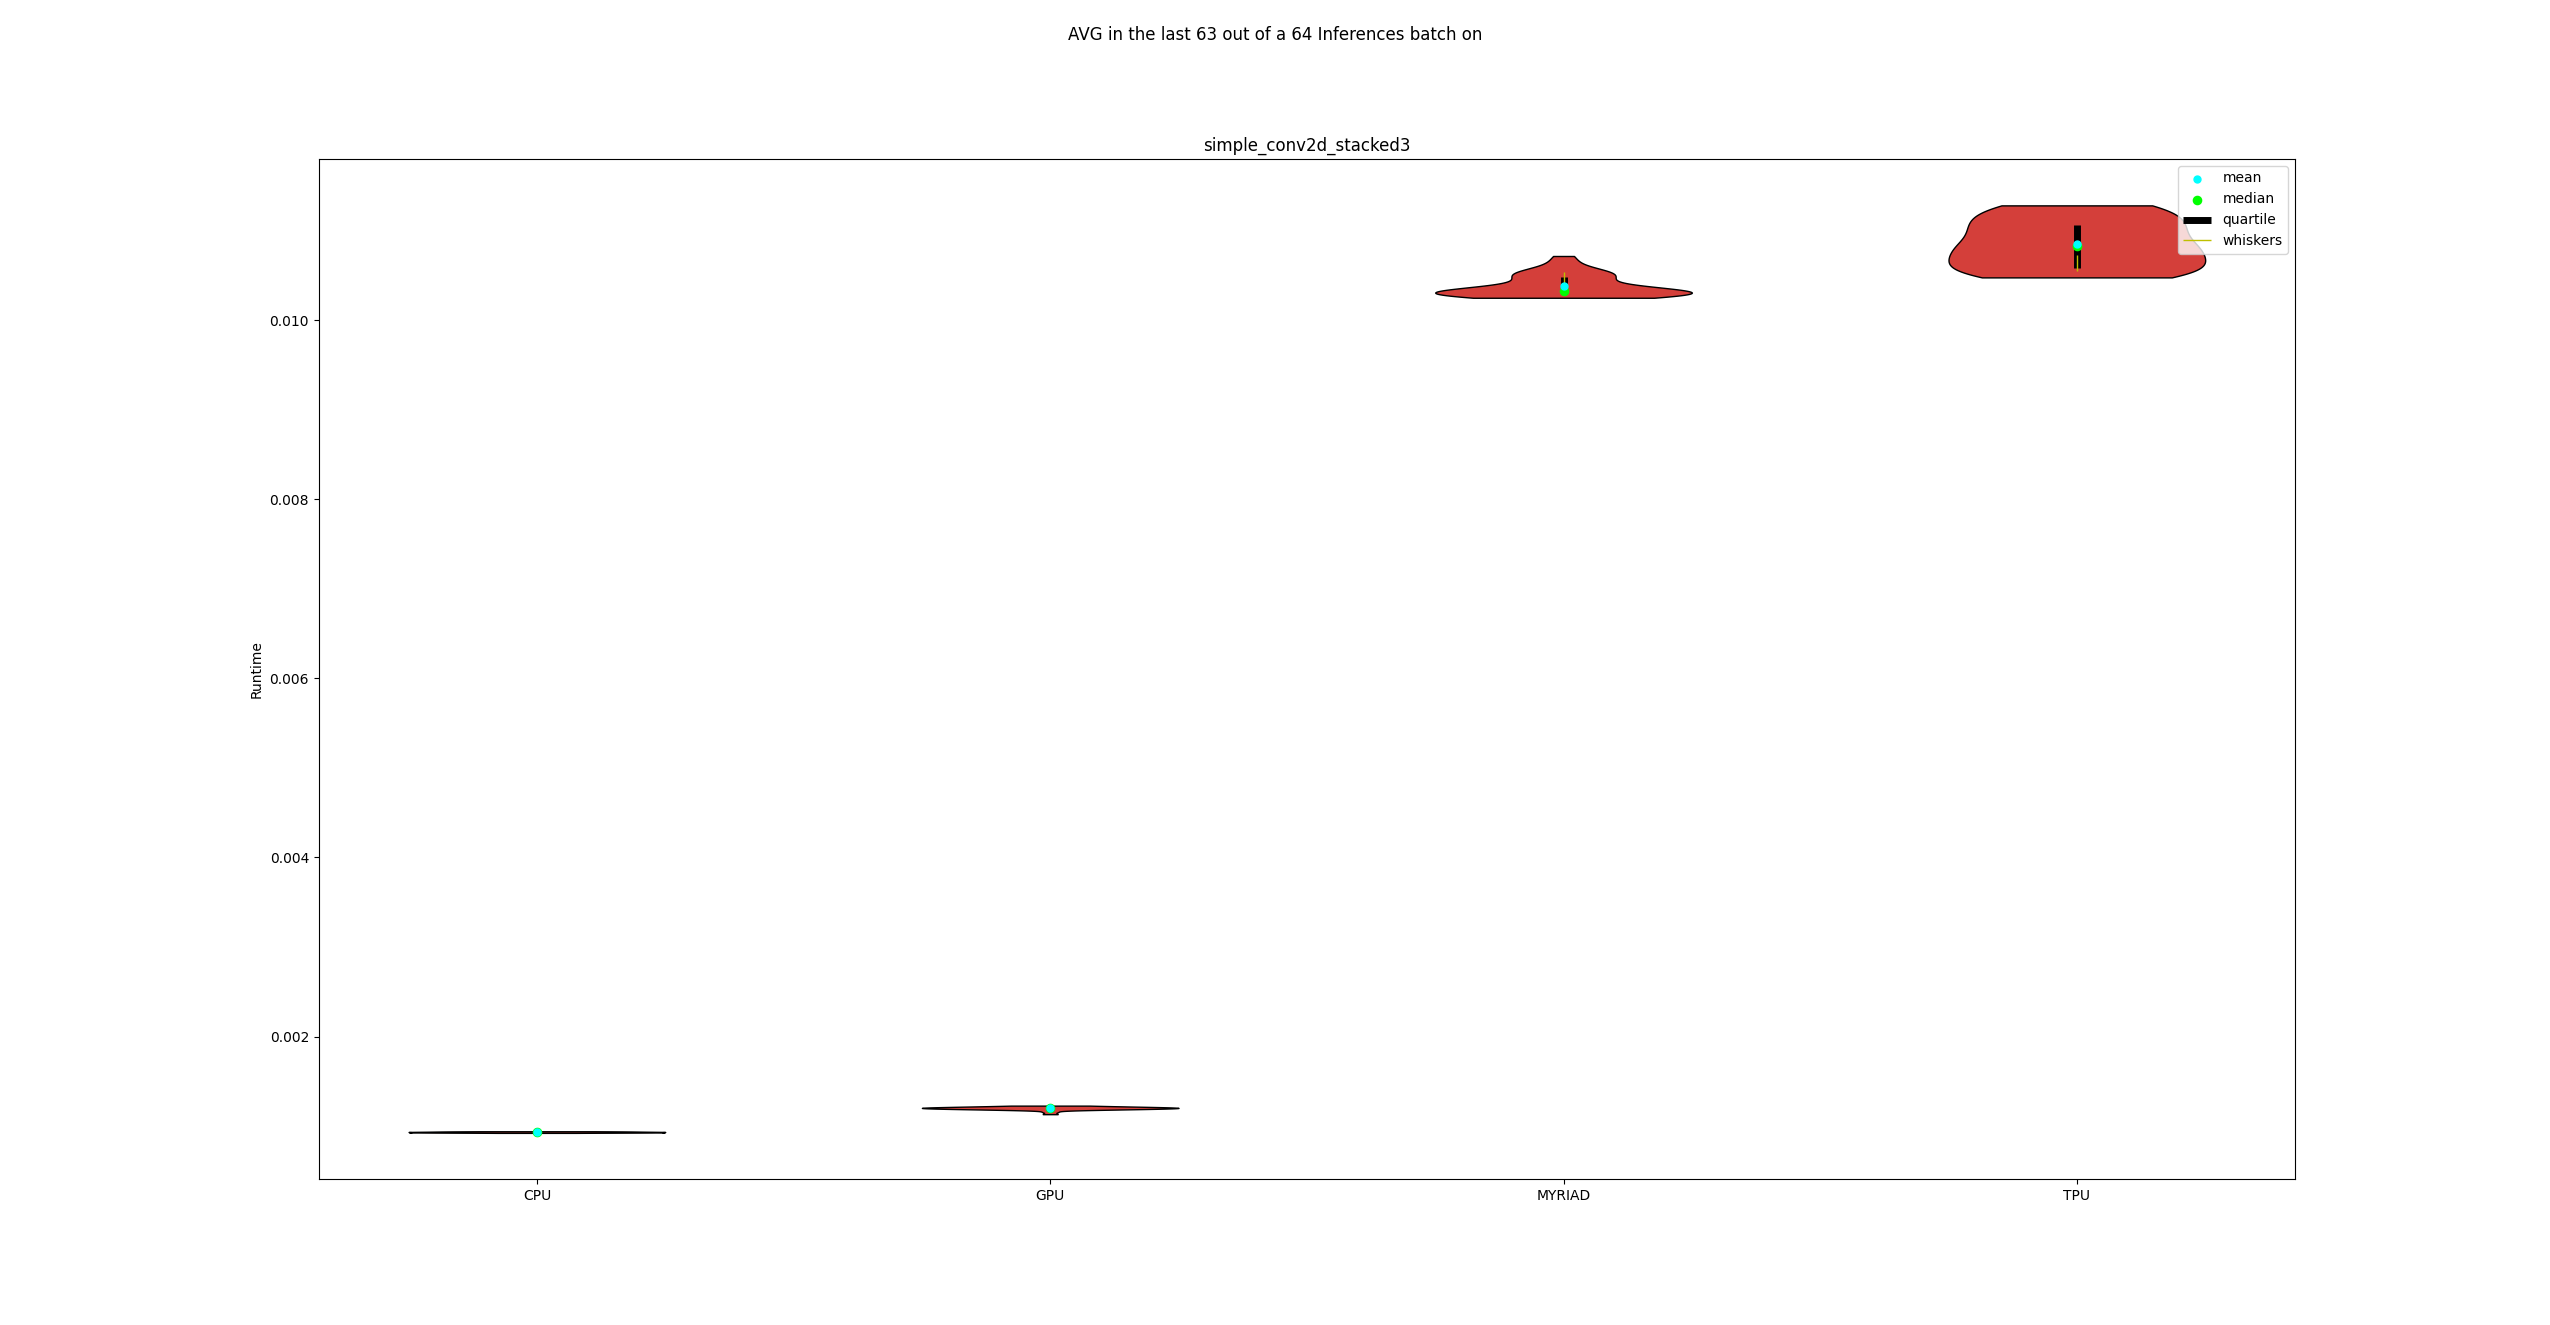 AVG in the last 63 out of a 64 Inferences batch on
simple_conv2d_stacked3
mean
median
quartile
whiskers
0.010
0.008
0.006
0.004
0.002
Runtime
CPU
GPU
MYRIAD
TPU